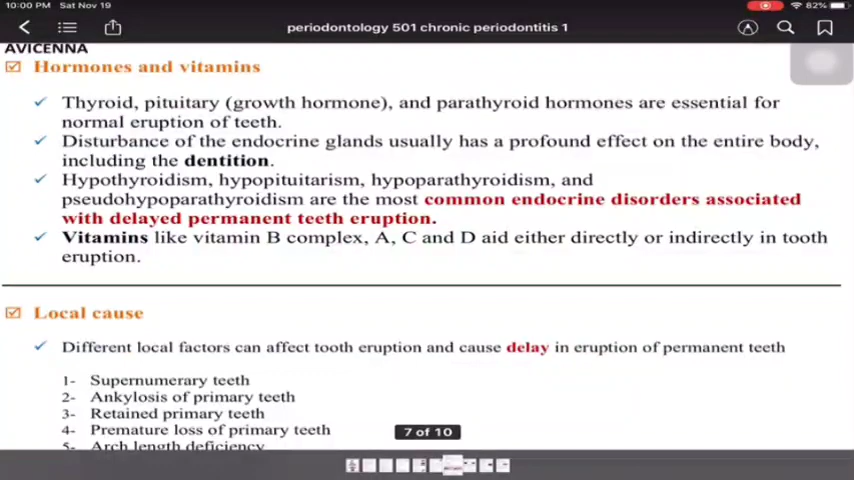 10:00 PM Sat Nov 19
82%
periodontology 501 chronic periodontitis 1
AVICENNA
Hormones and vitamins
Thyroid, pituitary (growth hormone), and parathyroid hormones are essential for
normal eruption of teeth.
Disturbance of the endocrine glands usually has a profound effect on the entire body,
including the dentition.
Hypothyroidism, hypopituitarism, hypoparathyroidism, and
pseudohypoparathyroidism are the most common endocrine disorders associated
with delayed permanent teeth eruption.
Vitamins like vitamin B complex, A, C and D aid either directly or indirectly in tooth
eruption.
Local cause
Different local factors can affect tooth eruption and cause delay in eruption of permanent teeth
1- Supernumerary teeth
2- Ankylosis of primary teeth
3- Retained primary teeth
4- Premature loss of primary teeth
5- Arch length deficiency
7 of 10